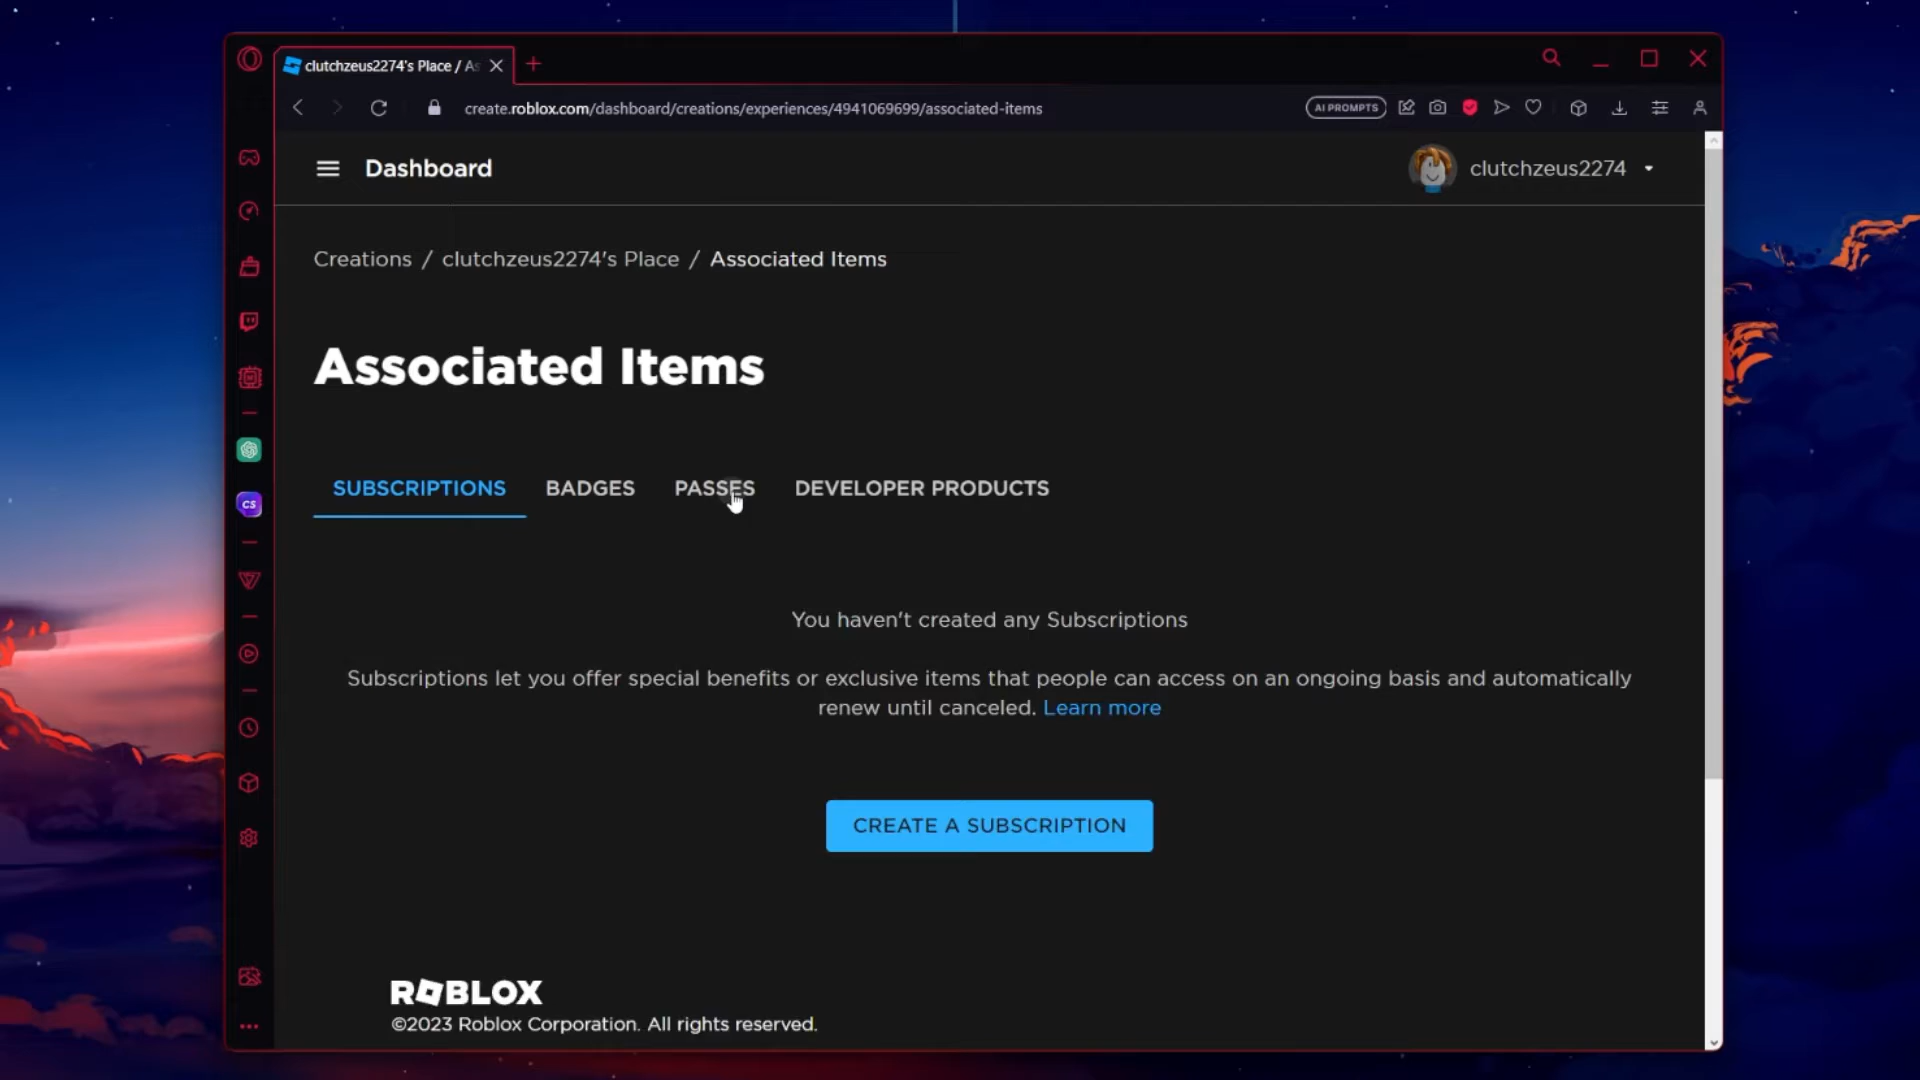 clutchzeus2274's Place / As
create.roblox.com/dashboard/creations/experiences/4941069699/associated-items
AI PROMPTS
Dashboard
clutchzeus2274
Creations / clutchzeus2274's Place / Associated Items
Associated Items
SUBSCRIPTIONS BADGES PASSES DEVELOPER PRODUCTS
CS
You haven't created any Subscriptions
Subscriptions let you offer special benefits or exclusive items that people can access on an ongoing basis and automatically
renew until canceled. Learn more
CREATE A SUBSCRIPTION
ROBLOX
©2023 Roblox Corporation. All rights reserved.